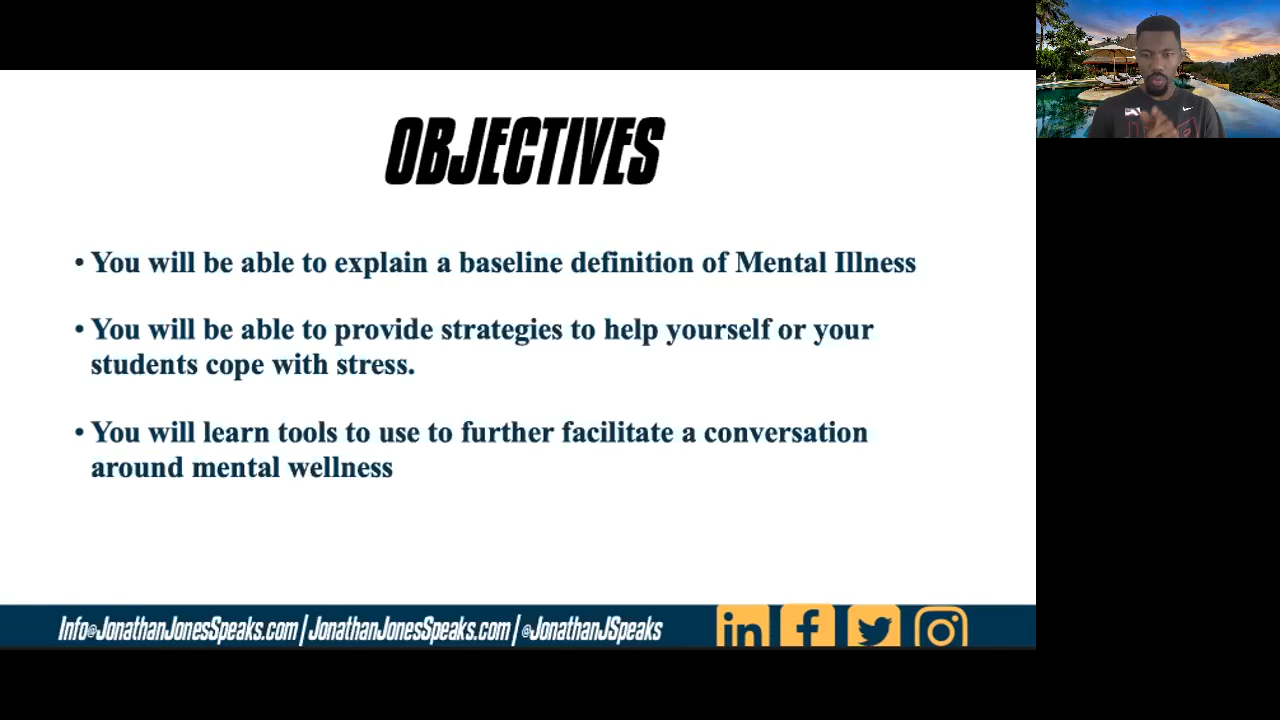 OBJECTIVES
• You will be able to explain a baseline definition of Mental Illness
• You will be able to provide strategies to help yourself or your
students cope with stress.
• You will learn tools to use to further facilitate a conversation
around mental wellness
Info@JonathanJonesSpeaks.com | JonathanJonesSpeaks.com | @JonathanJSpeaks